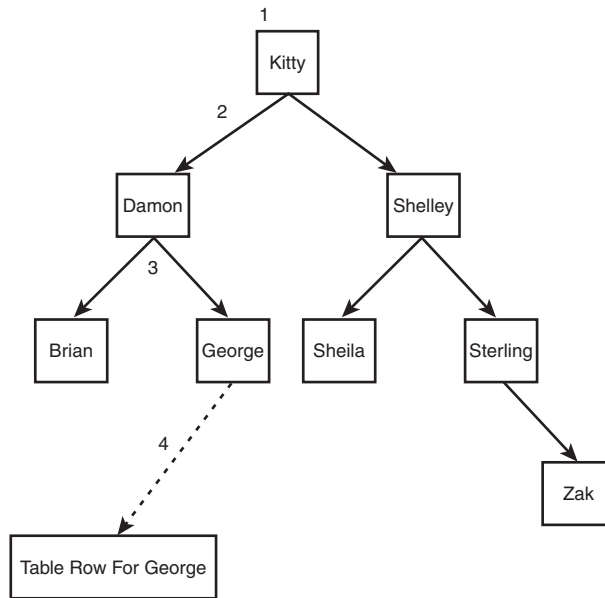 1
Kitty
2
Damon
Shelley
3
Brian
George
Sheila
Sterling
4
Zak
Table Row For George